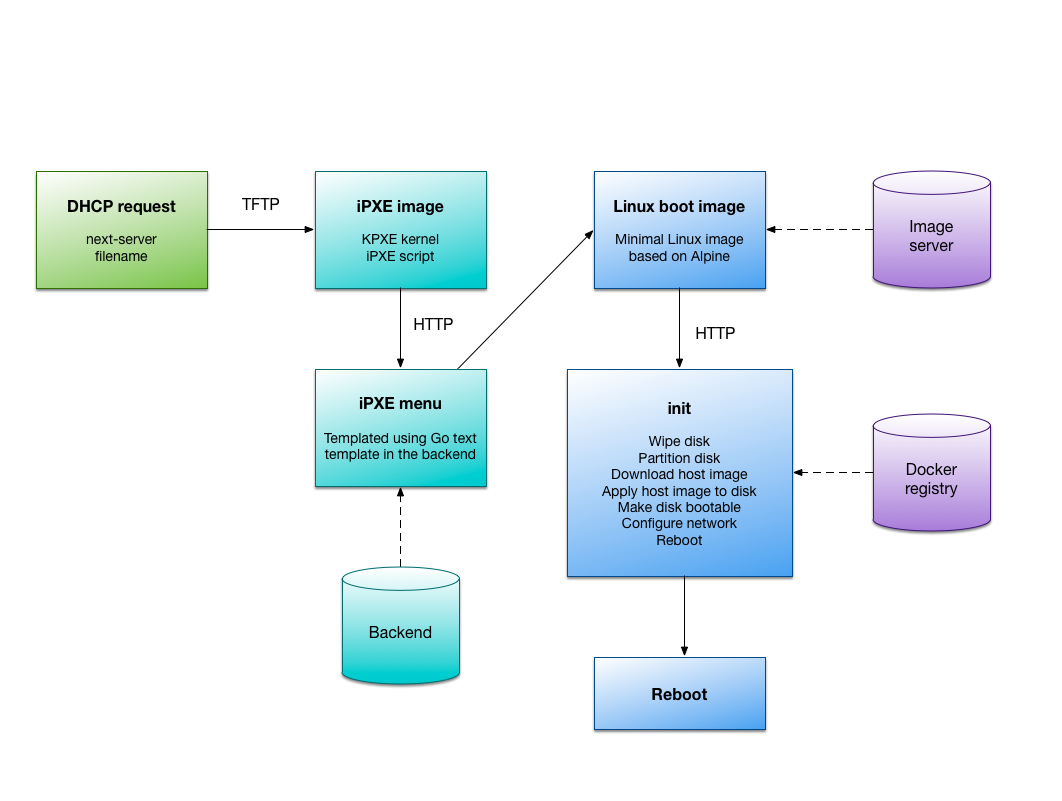 DHCP request
next-server
filename
TFTP
iPXE image
KPXE kernel
iPXE script
HTTP
iPXE menu
Templated using Go text
template in the backend
Backend
Linux boot image
Minimal Linux image
based on Alpine
HTTP
init
Wipe disk
Partition disk
Download host image
Apply host image to disk
Make disk bootable
Configure network
Reboot
Reboot
Image
server
Docker
registry